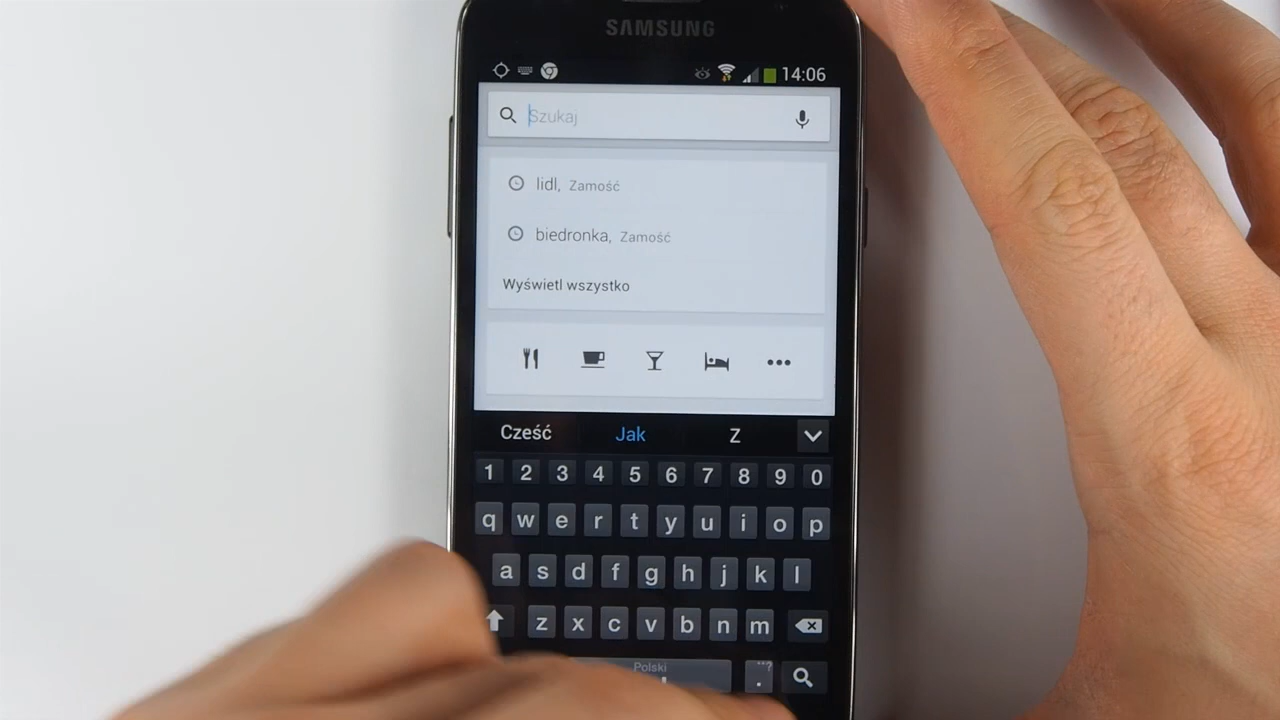 SAMSUNG
14:06
Szukaj
lidl, Zamość
biedronka, Zamość
Wyświetl wszystko
Cześć Jak Z
1 2 3 4 5 6 7 8 9 0
q w e r t y u i o p
a s d f g h j k l
z x c v b n m
Polski
. ,,,?